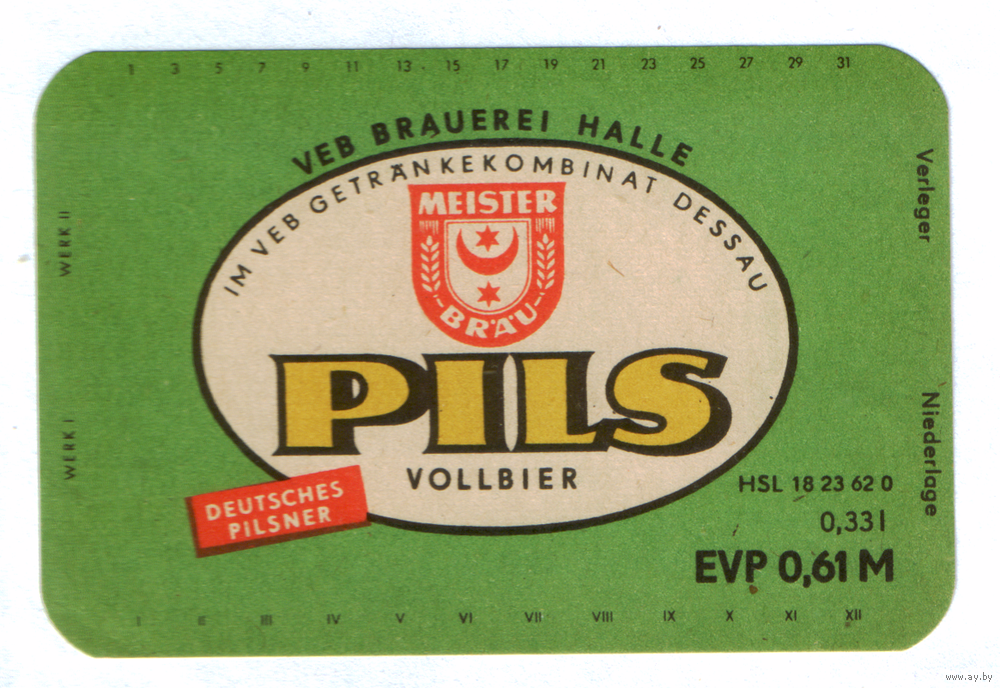 1 3 5 7 9 11 13 15 17 19 21 23 25 27 29 31
VEB BRAUEREI HALLE
IM VEB GETRÄNKEKOMBINAT DESSAU
MEISTER
BRÄU
PILS
VOLLBIER
DEUTSCHES
PILSNER
WERK II
WERK I
Verleger
Niederlage
HSL 18 23 62 0
0,33 l
EVP 0,61 M
I II III IV V VI VII VIII IX X XI XII
www.ay.by